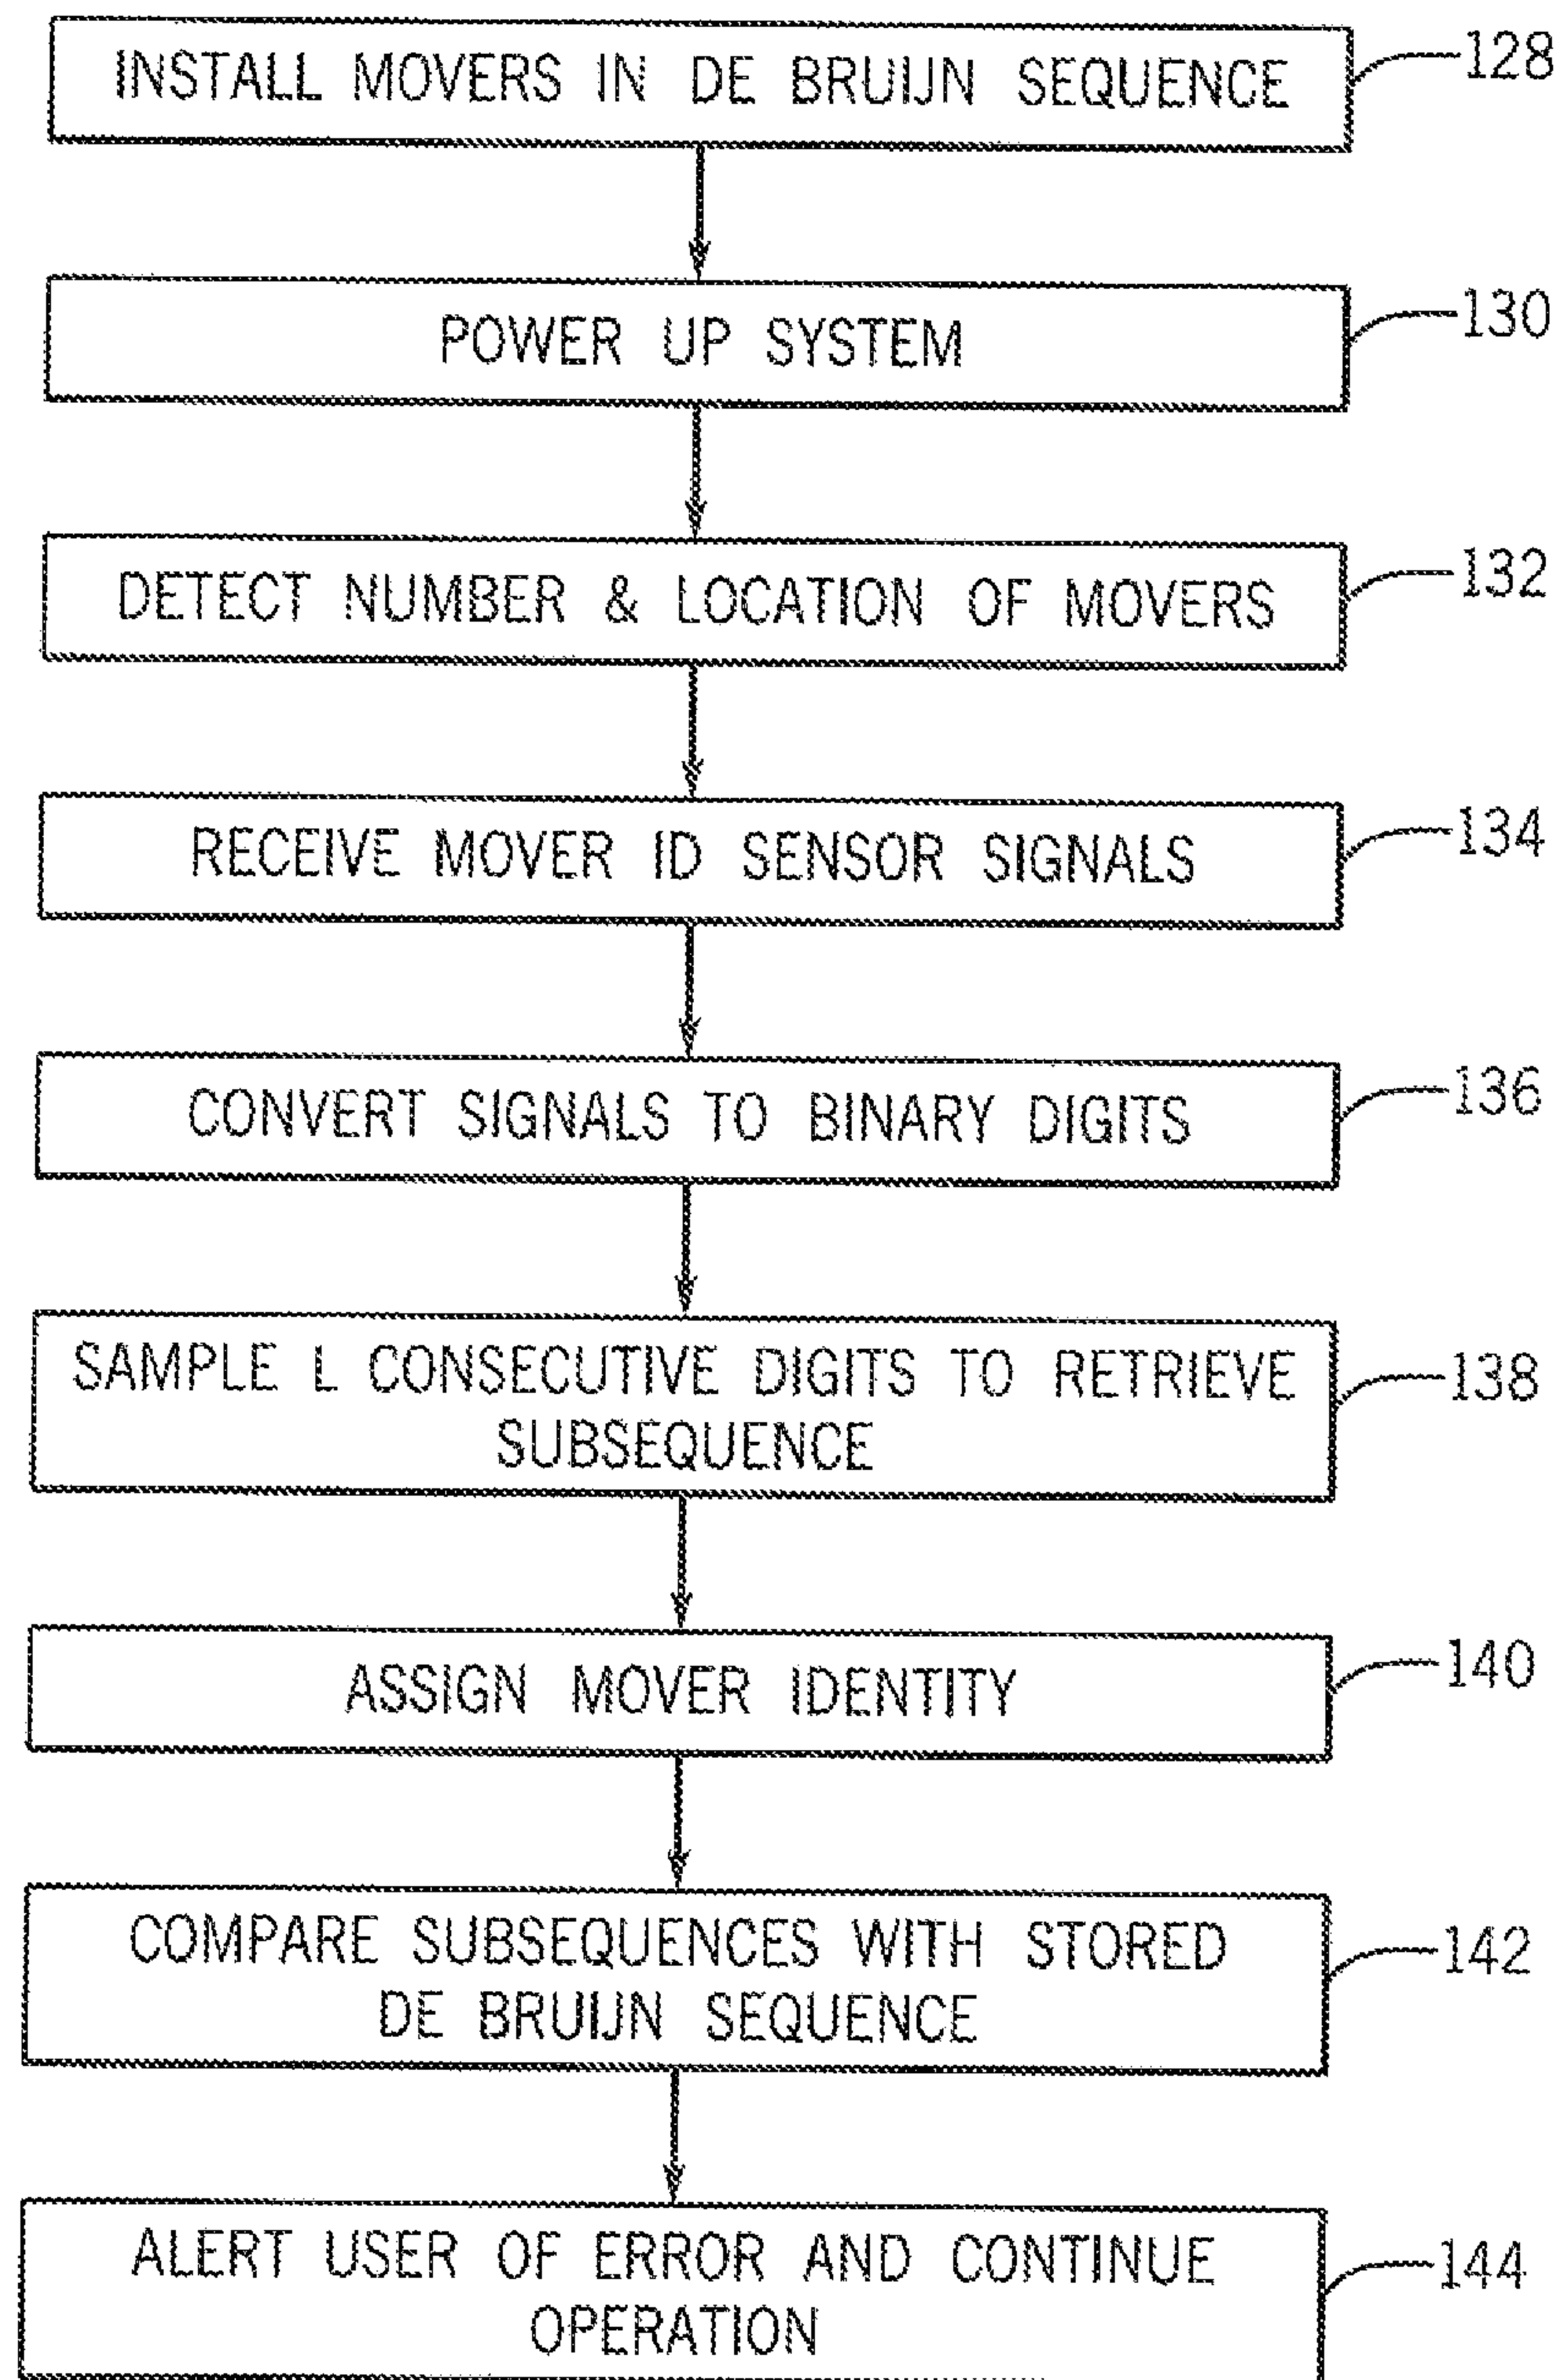 INSTALL MOVERS IN DE BRUIJN SEQUENCE 128
POWER UP SYSTEM 130
DETECT NUMBER & LOCATION OF MOVERS 132
RECEIVE MOVER ID SENSOR SIGNALS 134
CONVERT SIGNALS TO BINARY DIGITS 136
SAMPLE L CONSECUTIVE DIGITS TO RETRIEVE 138
SUBSEQUENCE
ASSIGN MOVER IDENTITY 140
COMPARE SUBSEQUENCES WITH STORED 142
DE BRUIJN SEQUENCE
ALERT USER OF ERROR AND CONTINUE 144
OPERATION